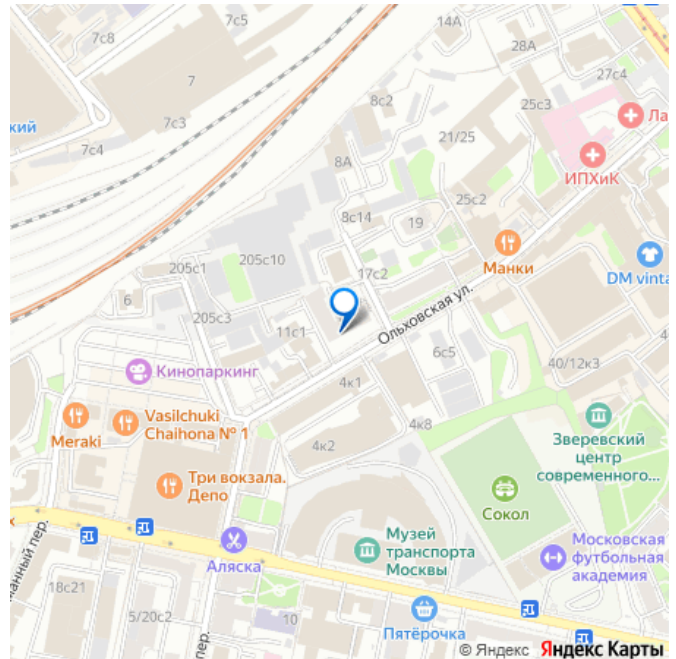 7с5
14А
7с8
28А
27с4
7
8с2
25с3
7с3
Ла
кий
21/25
7с4
8А
ИПХиК
25с2
8с14
19
Манки
205с1
205с10
17с2
DM vinta
6
Ольховская ул.
205с3
11с1
6с5
40/12к3
Кинопаркинг
4к1
Vasilchuki
Chaihona № 1
Meraki
4к8
Зверевский
центр
современного...
4к2
Три вокзала.
Депо
Сокол
Музей
транспорта
Москвы
Московская
футбольная
академия
Аляска
манный пер.
18с21
5/20с2
10
Пятёрочка
пер.
© Яндекс Яндекс Карты